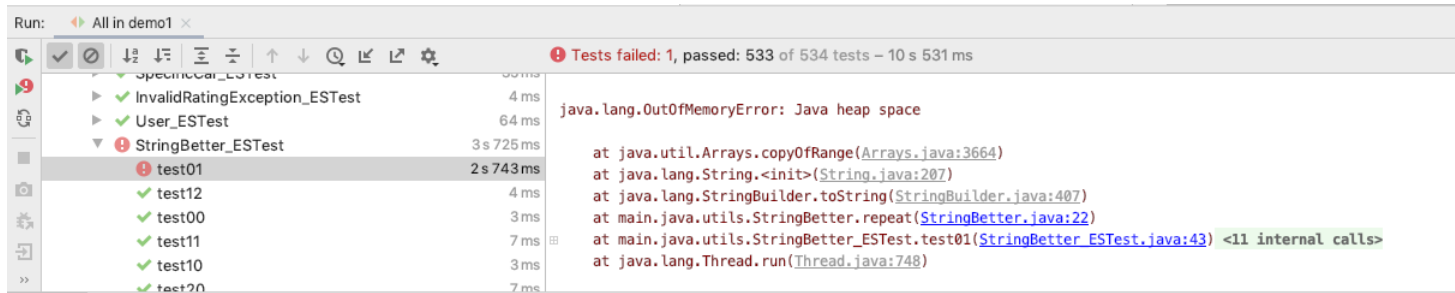 Run: All in demo1 ×
Tests failed: 1, passed: 533 of 534 tests – 10 s 531 ms
SpecificCar_ESTest
InvalidRatingException_ESTest 4 ms
User_ESTest 64 ms
StringBetter_ESTest 3 s 725 ms
test01 2 s 743 ms
test12 4 ms
test00 3 ms
test11 7 ms
test10 3 ms
test20 7 ms
java.lang.OutOfMemoryError: Java heap space
at java.util.Arrays.copyOfRange(Arrays.java:3664)
at java.lang.String.<init>(String.java:207)
at java.lang.StringBuilder.toString(StringBuilder.java:407)
at main.java.utils.StringBetter.repeat(StringBetter.java:22)
at main.java.utils.StringBetter_ESTest.test01(StringBetter_ESTest.java:43) <11 internal calls>
at java.lang.Thread.run(Thread.java:748)